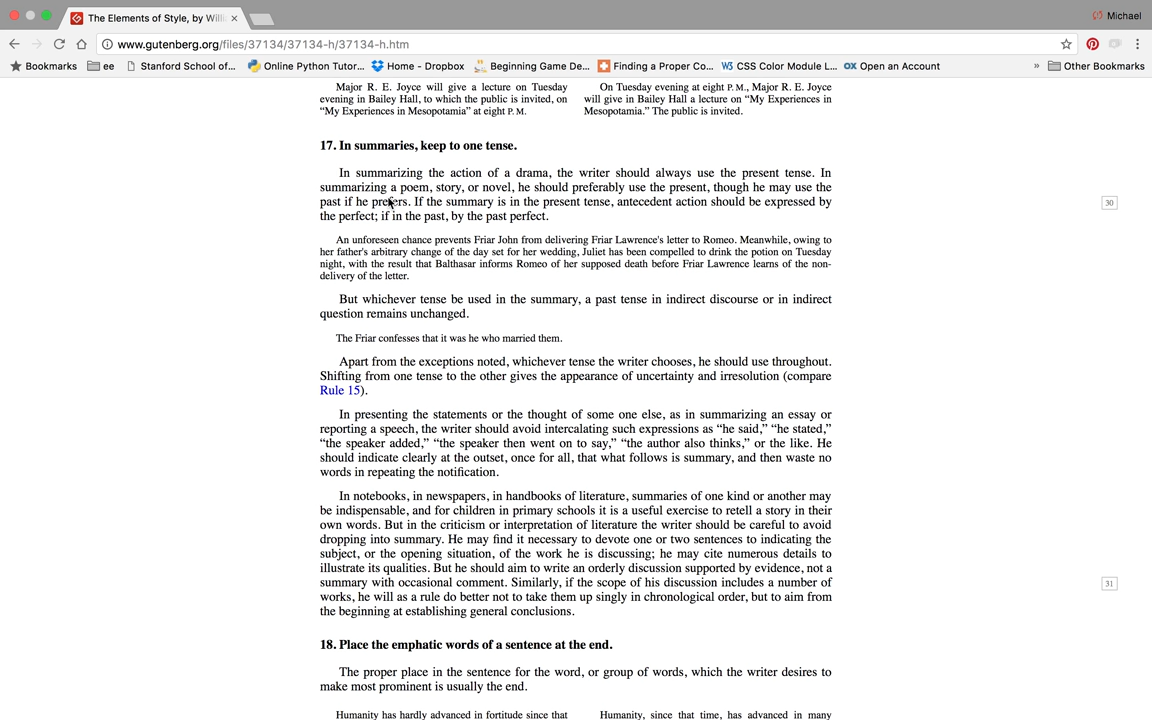 The Elements of Style, by Willi
Michael
www.gutenberg.org/files/37134/37134-h/37134-h.htm
Bookmarks
ee
Stanford School of...
Online Python Tutor...
Home - Dropbox
Beginning Game De...
Finding a Proper Co...
W3 CSS Color Module L...
OX Open an Account
»
Other Bookmarks
Major R. E. Joyce will give a lecture on Tuesday
evening in Bailey Hall, to which the public is invited, on
“My Experiences in Mesopotamia” at eight P. M.
On Tuesday evening at eight P. M., Major R. E. Joyce
will give in Bailey Hall a lecture on “My Experiences in
Mesopotamia.” The public is invited.
17. In summaries, keep to one tense.
In summarizing the action of a drama, the writer should always use the present tense. In
summarizing a poem, story, or novel, he should preferably use the present, though he may use the
past if he prefers. If the summary is in the present tense, antecedent action should be expressed by
the perfect; if in the past, by the past perfect.
30
An unforeseen chance prevents Friar John from delivering Friar Lawrence's letter to Romeo. Meanwhile, owing to
her father's arbitrary change of the day set for her wedding, Juliet has been compelled to drink the potion on Tuesday
night, with the result that Balthasar informs Romeo of her supposed death before Friar Lawrence learns of the non-
delivery of the letter.
But whichever tense be used in the summary, a past tense in indirect discourse or in indirect
question remains unchanged.
The Friar confesses that it was he who married them.
Apart from the exceptions noted, whichever tense the writer chooses, he should use throughout.
Shifting from one tense to the other gives the appearance of uncertainty and irresolution (compare
Rule 15).
In presenting the statements or the thought of some one else, as in summarizing an essay or
reporting a speech, the writer should avoid intercalating such expressions as “he said,” “he stated,”
“the speaker added,” “the speaker then went on to say,” “the author also thinks,” or the like. He
should indicate clearly at the outset, once for all, that what follows is summary, and then waste no
words in repeating the notification.
In notebooks, in newspapers, in handbooks of literature, summaries of one kind or another may
be indispensable, and for children in primary schools it is a useful exercise to retell a story in their
own words. But in the criticism or interpretation of literature the writer should be careful to avoid
dropping into summary. He may find it necessary to devote one or two sentences to indicating the
subject, or the opening situation, of the work he is discussing; he may cite numerous details to
illustrate its qualities. But he should aim to write an orderly discussion supported by evidence, not a
summary with occasional comment. Similarly, if the scope of his discussion includes a number of
works, he will as a rule do better not to take them up singly in chronological order, but to aim from
the beginning at establishing general conclusions.
31
18. Place the emphatic words of a sentence at the end.
The proper place in the sentence for the word, or group of words, which the writer desires to
make most prominent is usually the end.
Humanity has hardly advanced in fortitude since that
Humanity, since that time, has advanced in many